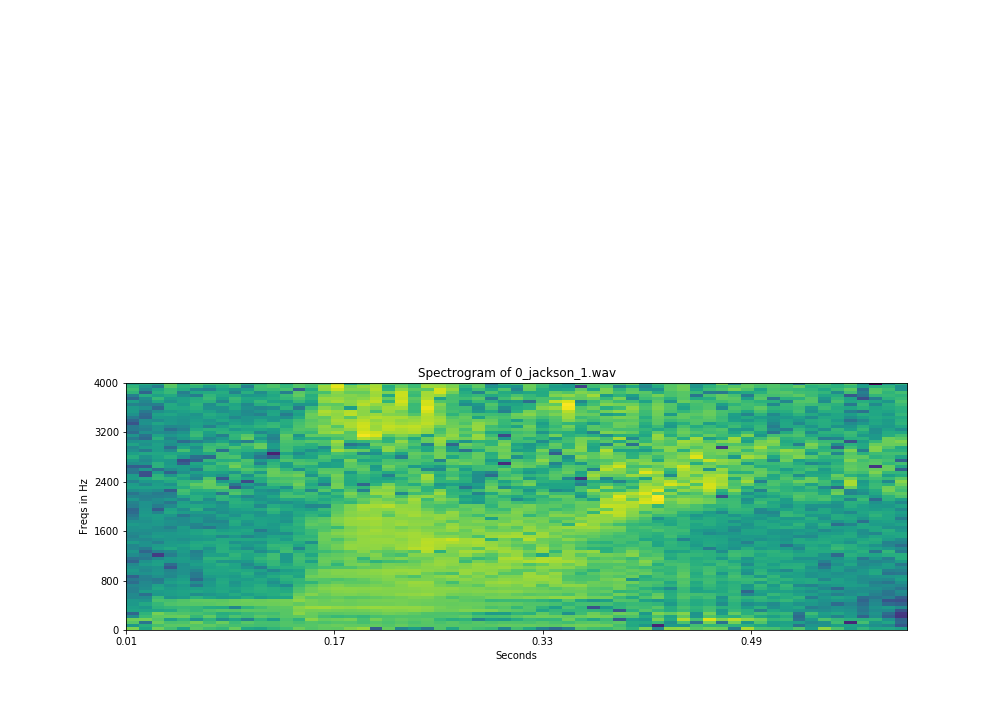 Spectrogram of 0_jackson_1.wav
4000
3200
2400
1600
800
0
Freqs in Hz
0.01 0.17 0.33 0.49
Seconds